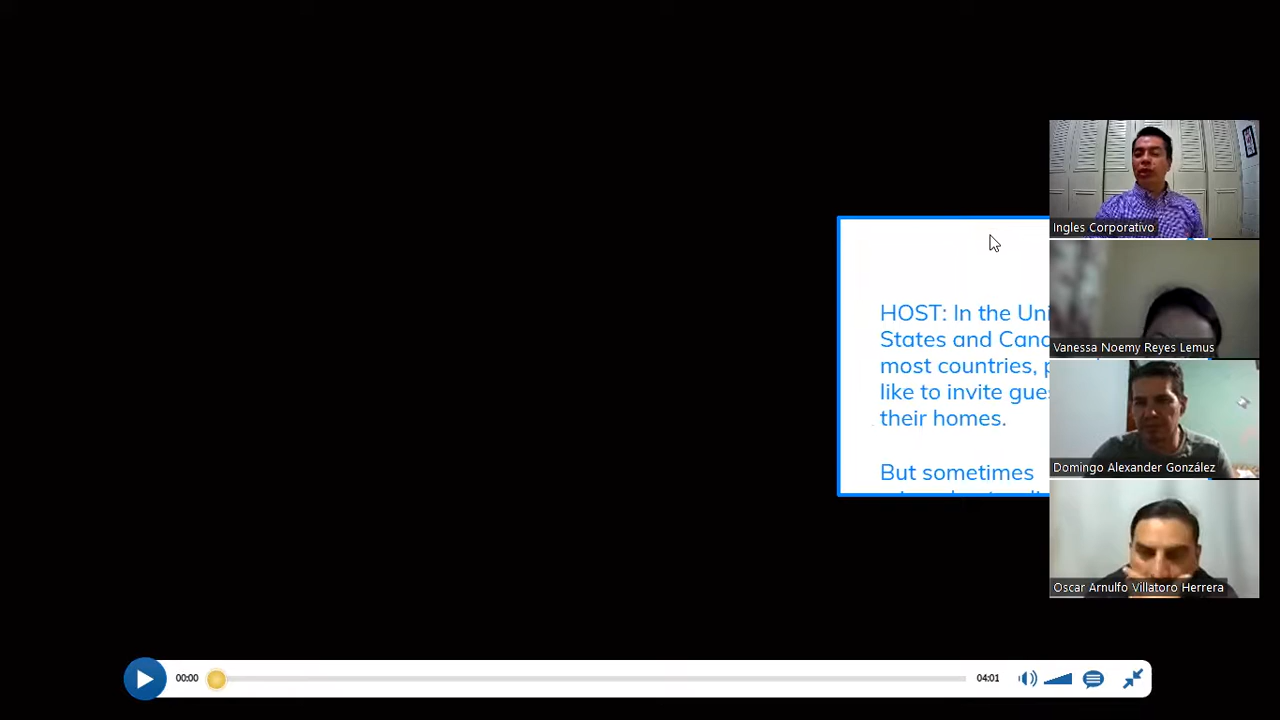 Ingles Corporativo
HOST: In the Uni
States and Cana
most countries, p
like to invite gues
their homes.
But sometimes
Vanessa Noemy Reyes Lemus
Domingo Alexander González
Oscar Arnulfo Villatoro Herrera
00:00
04:01